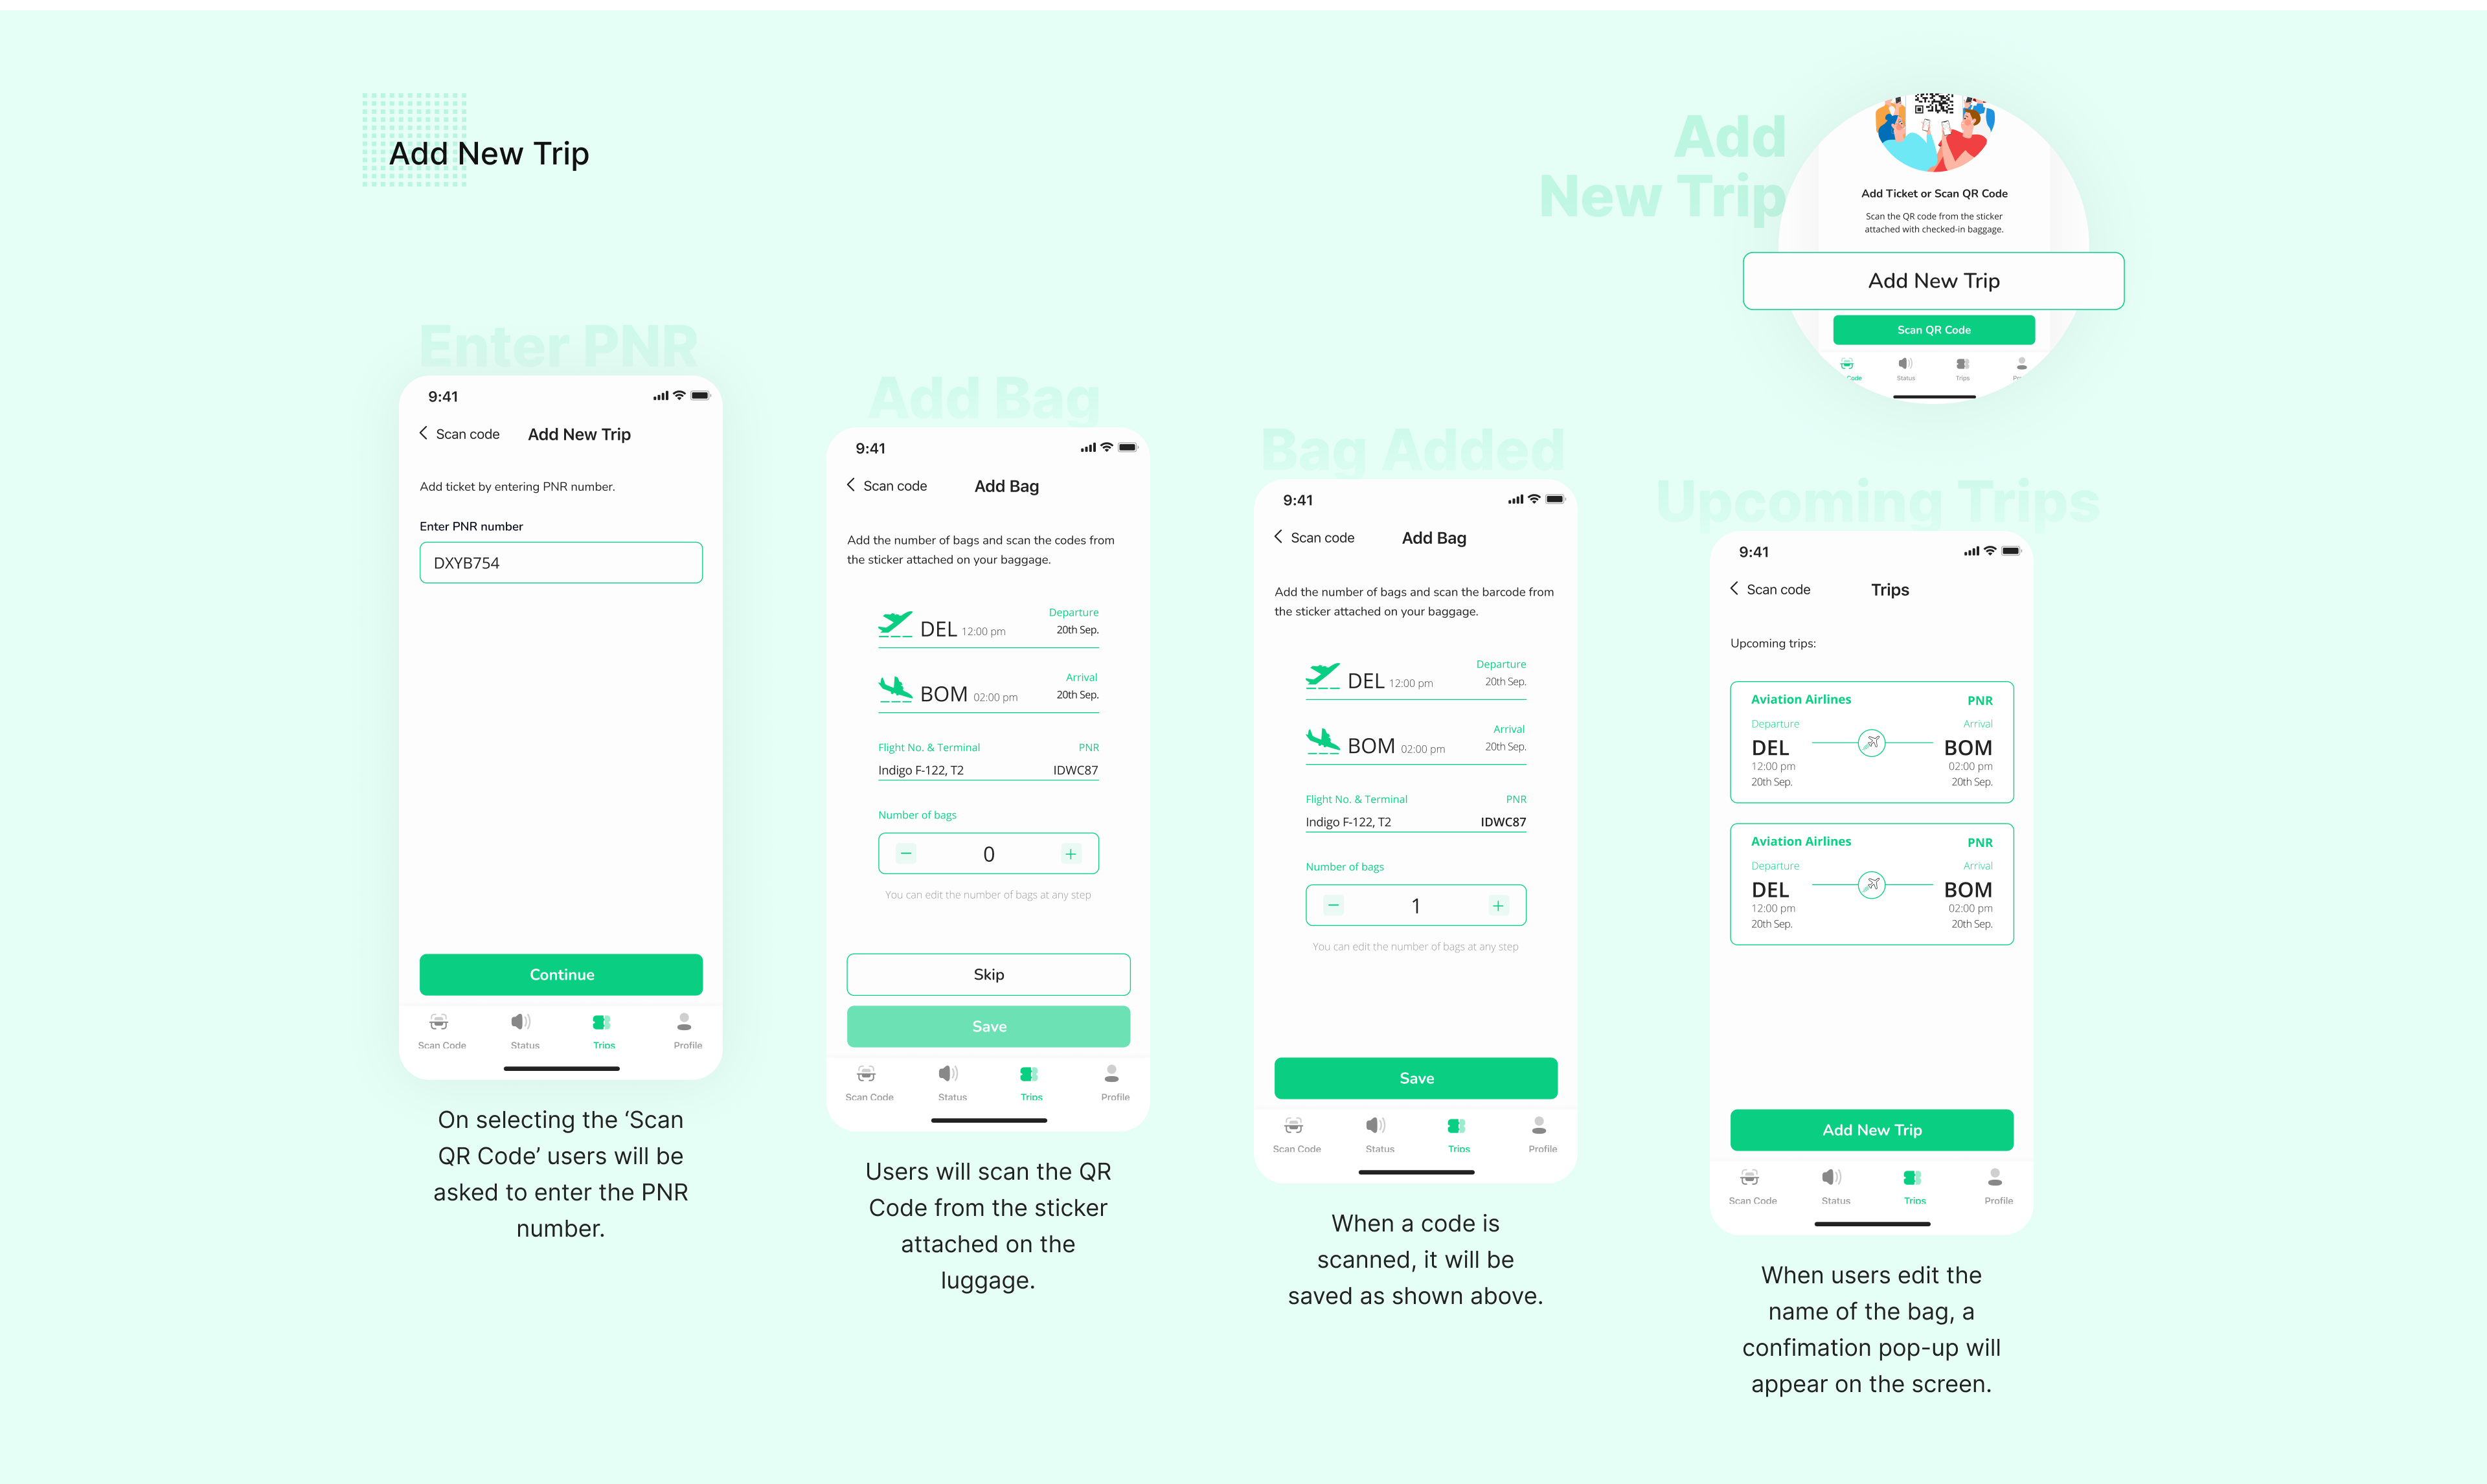 Add New Trip
Add
New Trip
Add Ticket or Scan QR Code
Scan the QR code from the sticker
attached with checked-in baggage.
Add New Trip
Scan QR Code
Code
Status
Trips
Enter PNR
9:41
Scan code
Add New Trip
Add ticket by entering PNR number.
Enter PNR number
DXYB754
Continue
Scan Code
Status
Trips
Profile
On selecting the ‘Scan
QR Code’ users will be
asked to enter the PNR
number.
Add Bag
9:41
Scan code
Add Bag
Add the number of bags and scan the codes from
the sticker attached on your baggage.
Departure
DEL 12:00 pm
20th Sep.
Arrival
BOM 02:00 pm
20th Sep.
Flight No. & Terminal
PNR
Indigo F-122, T2
IDWC87
Number of bags
0
You can edit the number of bags at any step
Skip
Save
Scan Code
Status
Trips
Profile
Users will scan the QR
Code from the sticker
attached on the
luggage.
Bag Added
9:41
Scan code
Add Bag
Add the number of bags and scan the barcode from
the sticker attached on your baggage.
Departure
DEL 12:00 pm
20th Sep.
Arrival
BOM 02:00 pm
20th Sep.
Flight No. & Terminal
PNR
Indigo F-122, T2
IDWC87
Number of bags
1
You can edit the number of bags at any step
Save
Scan Code
Status
Trips
Profile
When a code is
scanned, it will be
saved as shown above.
Upcoming Trips
9:41
Scan code
Trips
Upcoming trips:
Aviation Airlines
PNR
Departure
Arrival
DEL
BOM
12:00 pm
02:00 pm
20th Sep.
20th Sep.
Aviation Airlines
PNR
Departure
Arrival
DEL
BOM
12:00 pm
02:00 pm
20th Sep.
20th Sep.
Add New Trip
Scan Code
Status
Trips
Profile
When users edit the
name of the bag, a
confimation pop-up will
appear on the screen.